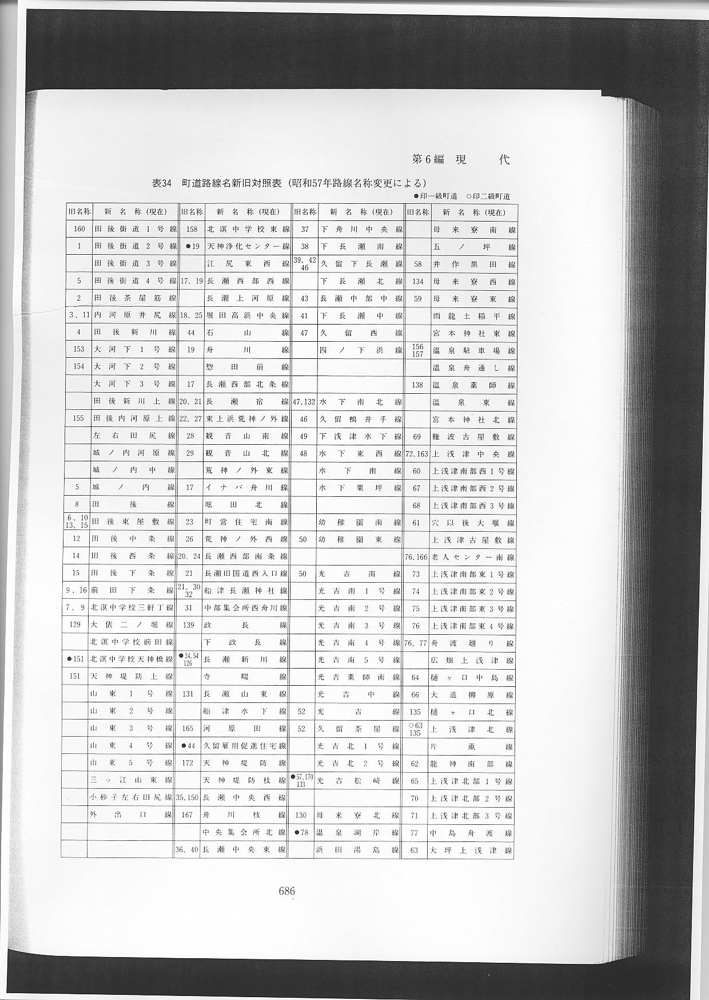 第6編 現 代
表34 町道路線名新旧対照表(昭和57年路線名称変更による)
●印一級町道 ○印二級町道
旧名称 新名称(現在) 旧名称 新名称(現在) 旧名称 新名称(現在) 旧名称 新名称(現在)
160 田後街道1号線 158 北溟中学校東線 37 下舟川中央線 母来寮南線
1 田後街道2号線 ●19 天神浄化センター線 38 下長瀬南線 五ノ坪線
田後街道3号線 江尻東西線 39、42 46 久留下長瀬線 58 井作黒田線
5 田後街道4号線 17、19 長瀬西部西線 下長瀬北線 134 母来寮西線
2 田後茶屋筋線 長瀬上河原線 43 長瀬中部中線 59 母来寮東線
3、11 内河原井尻線 18、25 堀田高浜中央線 41 下長瀬中線 雨龍土稲平線
4 田後新川線 44 石山線 47 久留西線 宮本神社東線
153 大河下1号線 19 舟川線 四ノ下浜線 156 157 温泉駐車場線
154 大河下2号線 惣田前線 温泉舟通し線
大河下3号線 17 長瀬西部北条線 138 温泉薬師線
田後新川上線 20、21 長瀬宿線 47,132 水下南北線 温泉東線
155 田後内河原上線 22、27 東上浜荒神ノ外線 46 久留鴨井手線 宮本神社北線
左右田尻線 28 観音山南線 49 下浅津水下線 69 難波古屋敷線
城ノ内河原線 29 観音山北線 48 水下東西線 72、163 上浅津中央線
城ノ内中線 荒神ノ外東線 水下南線 60 上浅津南部西1号線
5 城ノ内線 17 イナバ舟川線 水下栗坪線 67 上浅津南部西2号線
8 田後線 堀田北線 68 上浅津南部西3号線
6、10 13、15 田後東屋敷線 23 町営住宅南線 幼稚園南線 61 穴以後大堰線
12 田後中条線 26 荒神ノ外西線 50 幼稚園東線 上浅津古屋敷線
14 田後西条線 20、24 長瀬西部南条線 76,166 老人センター南線
15 田後下条線 21 長瀬旧国道西入口線 50 光吉南線 73 上浅津南部東1号線
9、16 前田下条線 21、30 32 船津長瀬神社線 光吉南1号線 74 上浅津南部東2号線
7、9 北溟中学校三軒丁線 31 中部集会所西舟川線 光吉南2号線 75 上浅津南部東3号線
129 大俵二ノ堀線 139 政長線 光吉南3号線 76 上浅津南部東4号線
北溟中学校前田線 下政長線 光吉南4号線 76、77 舟渡廻り線
●151 北溟中学校天神橋線 ●34,54 126 長瀬新川線 光吉南5号線 広畑上浅津線
151 天神堤防上線 寺畷線 光吉薬師南線 64 樋ヶ口中島線
山東1号線 131 長瀬山東線 光吉中線 66 大道柳原線
山東2号線 船津水下線 52 光吉線 135 樋ヶ口北線
山東3号線 165 河原田線 52 久留茶屋線 ○63 135 上浅津北線
山東4号線 ●44 久留雇用促進住宅線 光吉北1号線 片線
山東5号線 172 天神堤防線 光吉北2号線 62 龍神南部線
三ッ江山東線 天神堤防枝線 ●57,170 133 光吉松崎線 65 上浅津北部1号線
小砂子左右田尻線 35,150 長瀬中央西線 70 上浅津北部2号線
外出口線 167 舟川枝線 130 母来寮北線 71 上浅津北部3号線
中央集会所北線 ●78 温泉湖岸線 77 中島舟渡線
36、40 長瀬中央東線 浜田湯島線 63 大坪上浅津線
686